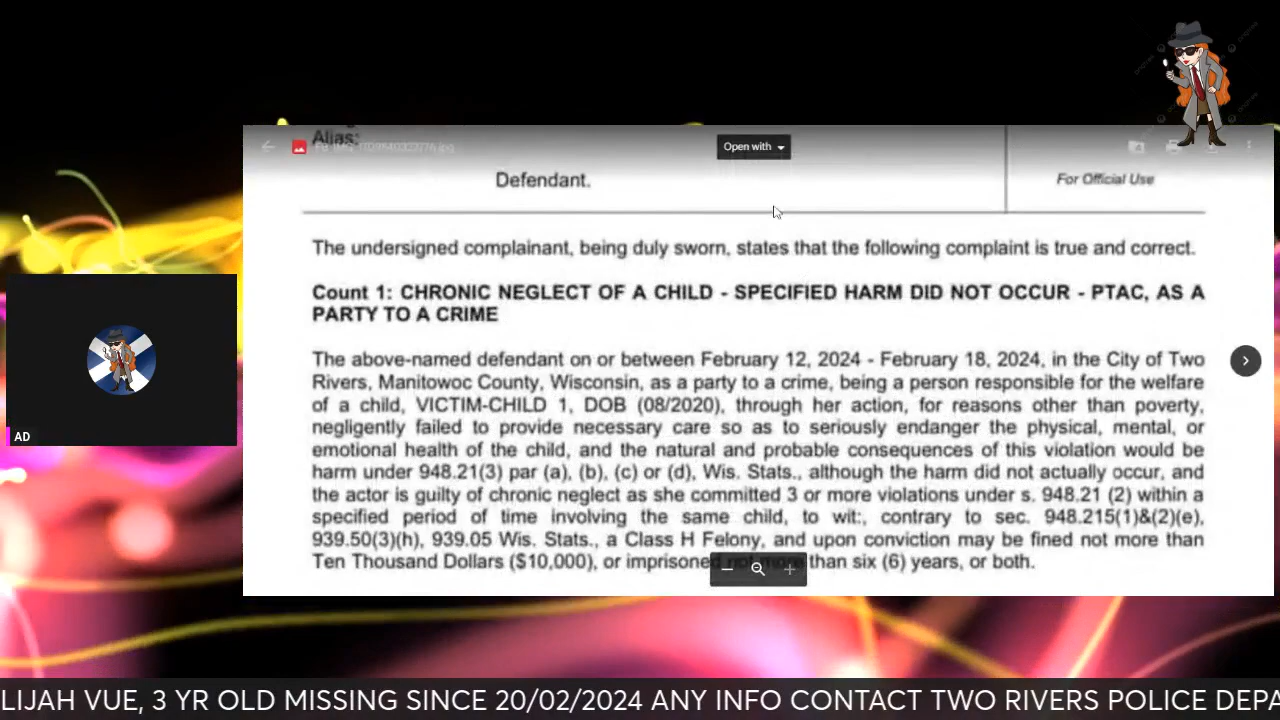 Alias:
Open with
Defendant.
For Official Use
The undersigned complainant, being duly sworn, states that the following complaint is true and correct.
Count 1: CHRONIC NEGLECT OF A CHILD - SPECIFIED HARM DID NOT OCCUR - PTAC, AS A
PARTY TO A CRIME
The above-named defendant on or between February 12, 2024 - February 18, 2024, in the City of Two
Rivers, Manitowoc County, Wisconsin, as a party to a crime, being a person responsible for the welfare
of a child, VICTIM-CHILD 1, DOB (08/2020), through her action, for reasons other than poverty,
negligently failed to provide necessary care so as to seriously endanger the physical, mental, or
emotional health of the child, and the natural and probable consequences of this violation would be
harm under 948.21(3) par (a), (b), (c) or (d), Wis. Stats., although the harm did not actually occur, and
the actor is guilty of chronic neglect as she committed 3 or more violations under s. 948.21 (2) within a
specified period of time involving the same child, to wit:, contrary to sec. 948.215(1)&(2)(e),
939.50(3)(h), 939.05 Wis. Stats., a Class H Felony, and upon conviction may be fined not more than
Ten Thousand Dollars ($10,000), or imprisoned not more than six (6) years, or both.
AD
LIJAH VUE, 3 YR OLD MISSING SINCE 20/02/2024 ANY INFO CONTACT TWO RIVERS POLICE DEPA